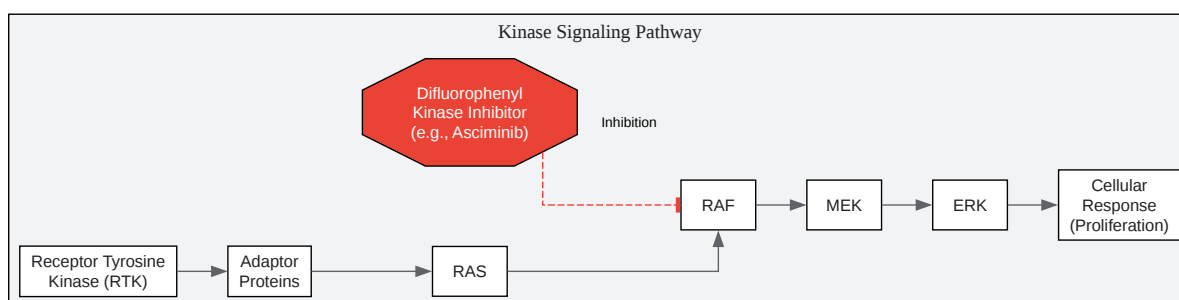 Kinase Signaling Pathway
Difluorophenyl
Kinase Inhibitor
(e.g., Asciminib)
Inhibition
RAF
MEK
ERK
Cellular
Response
(Proliferation)
Receptor Tyrosine
Kinase (RTK)
Adaptor
Proteins
RAS